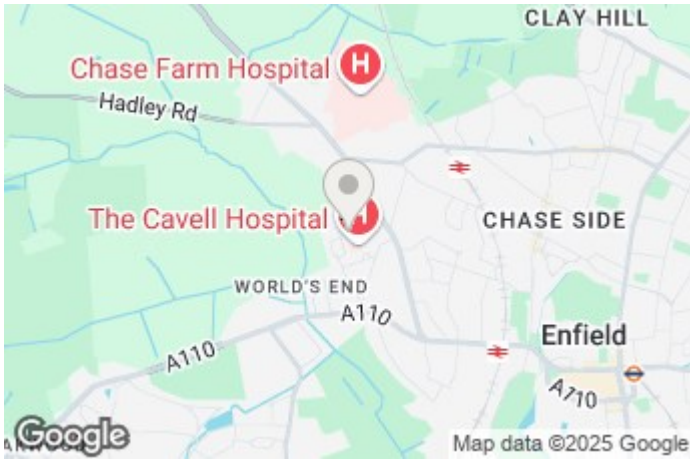 CLAY HILL
Chase Farm Hospital
H
Hadley Rd
The Cavell Hospital
H
CHASE SIDE
WORLD'S END
A110
A110
Enfield
A110
Google
Map data ©2025 Google